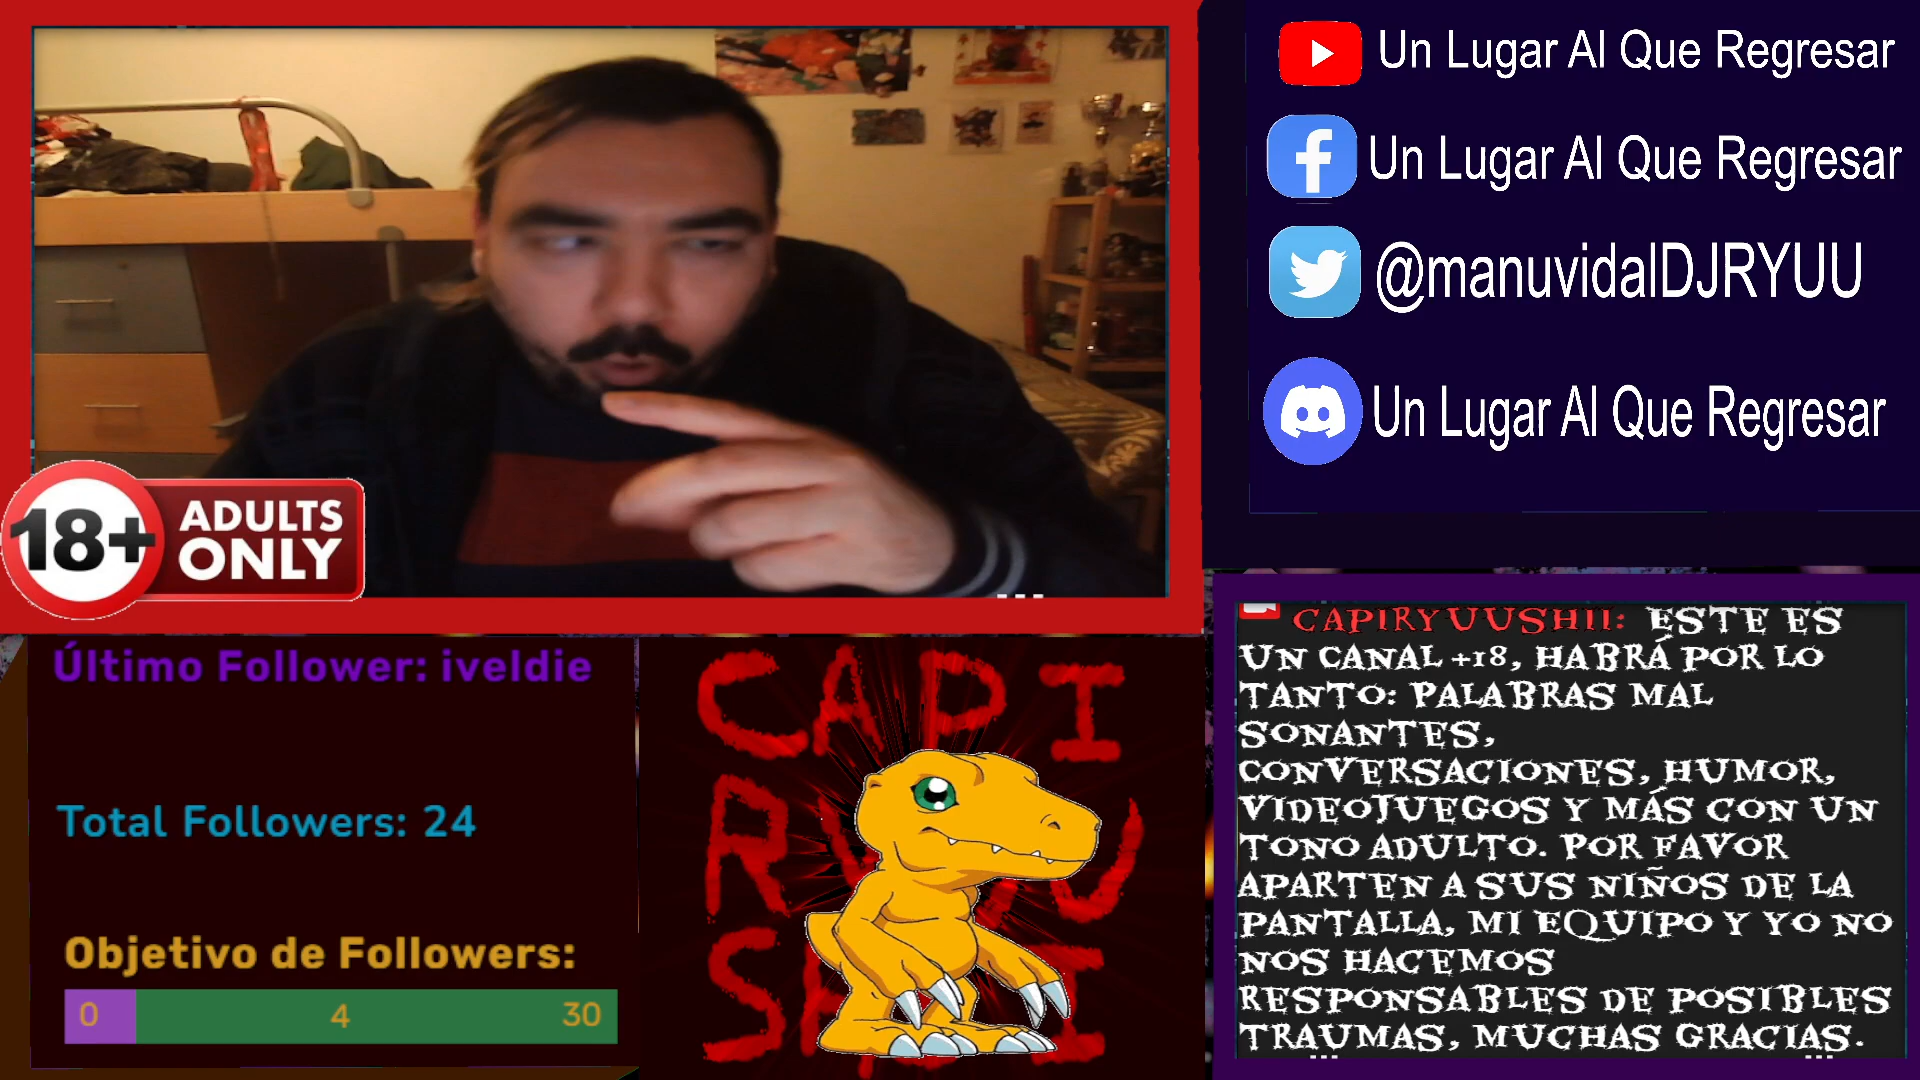 Un Lugar Al Que Regresar
Un Lugar Al Que Regresar
@manuvidalDJRYUU
Un Lugar Al Que Regresar
18+ ADULTS
ONLY
Último Follower: iveldie
Total Followers: 24
Objetivo de Followers:
0 4 30
CAPI
RYUU
SHI
CAPIRYUUSHII: ESTE ES
UN CANAL +18, HABRÁ POR LO
TANTO: PALABRAS MAL
SONANTES,
CONVERSACIONES, HUMOR,
VIDEOJUEGOS Y MÁS CON UN
TONO ADULTO. POR FAVOR
APARTEN A SUS NIÑOS DE LA
PANTALLA, MI EQUIPO Y YO NO
NOS HACEMOS
RESPONSABLES DE POSIBLES
TRAUMAS, MUCHAS GRACIAS.